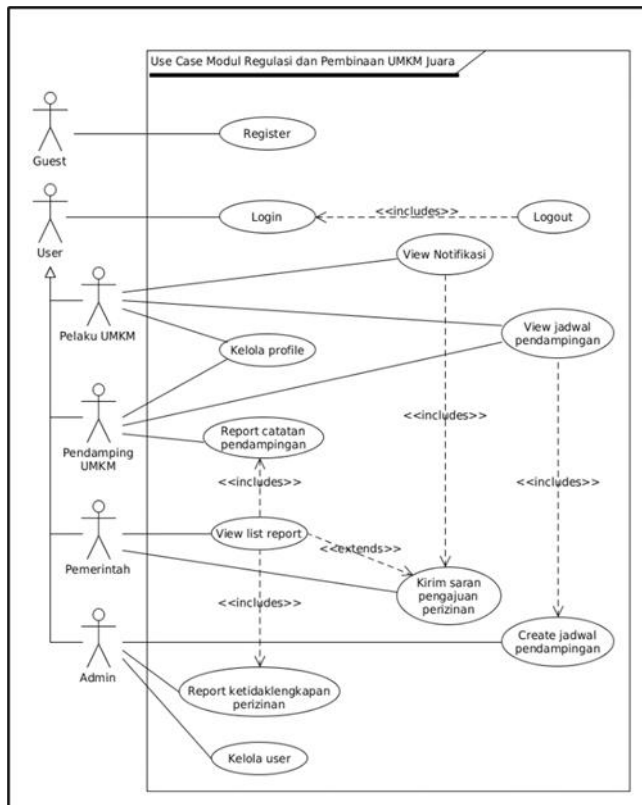 Use Case Modul Regulasi dan Pembinaan UMKM Juara
Guest
Register
User
Login
<<includes>>
Logout
View Notifikasi
Pelaku UMKM
View jadwal
pendampingan
Kelola profile
Pendamping
UMKM
Report catatan
pendampingan
<<includes>>
<<includes>>
<<includes>>
Pemerintah
View list report
<<extends>>
Kirim saran
pengajuan
perizinan
<<includes>>
Create jadwal
pendampingan
Admin
Report ketidaklengkapan
perizinan
Kelola user